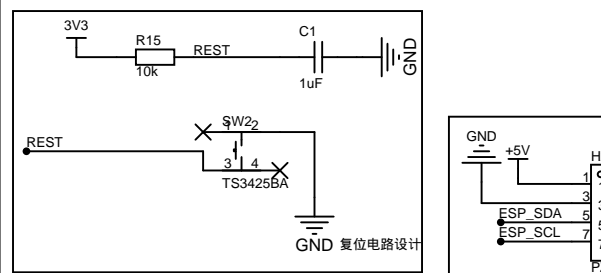 3V3
R15
REST
10k
C1
1uF
GND
SW2
1 2
REST
3 4
TS3425BA
GND 复位电路设计
GND
+5V
H
1
3
ESP_SDA 5
ESP_SCL 7